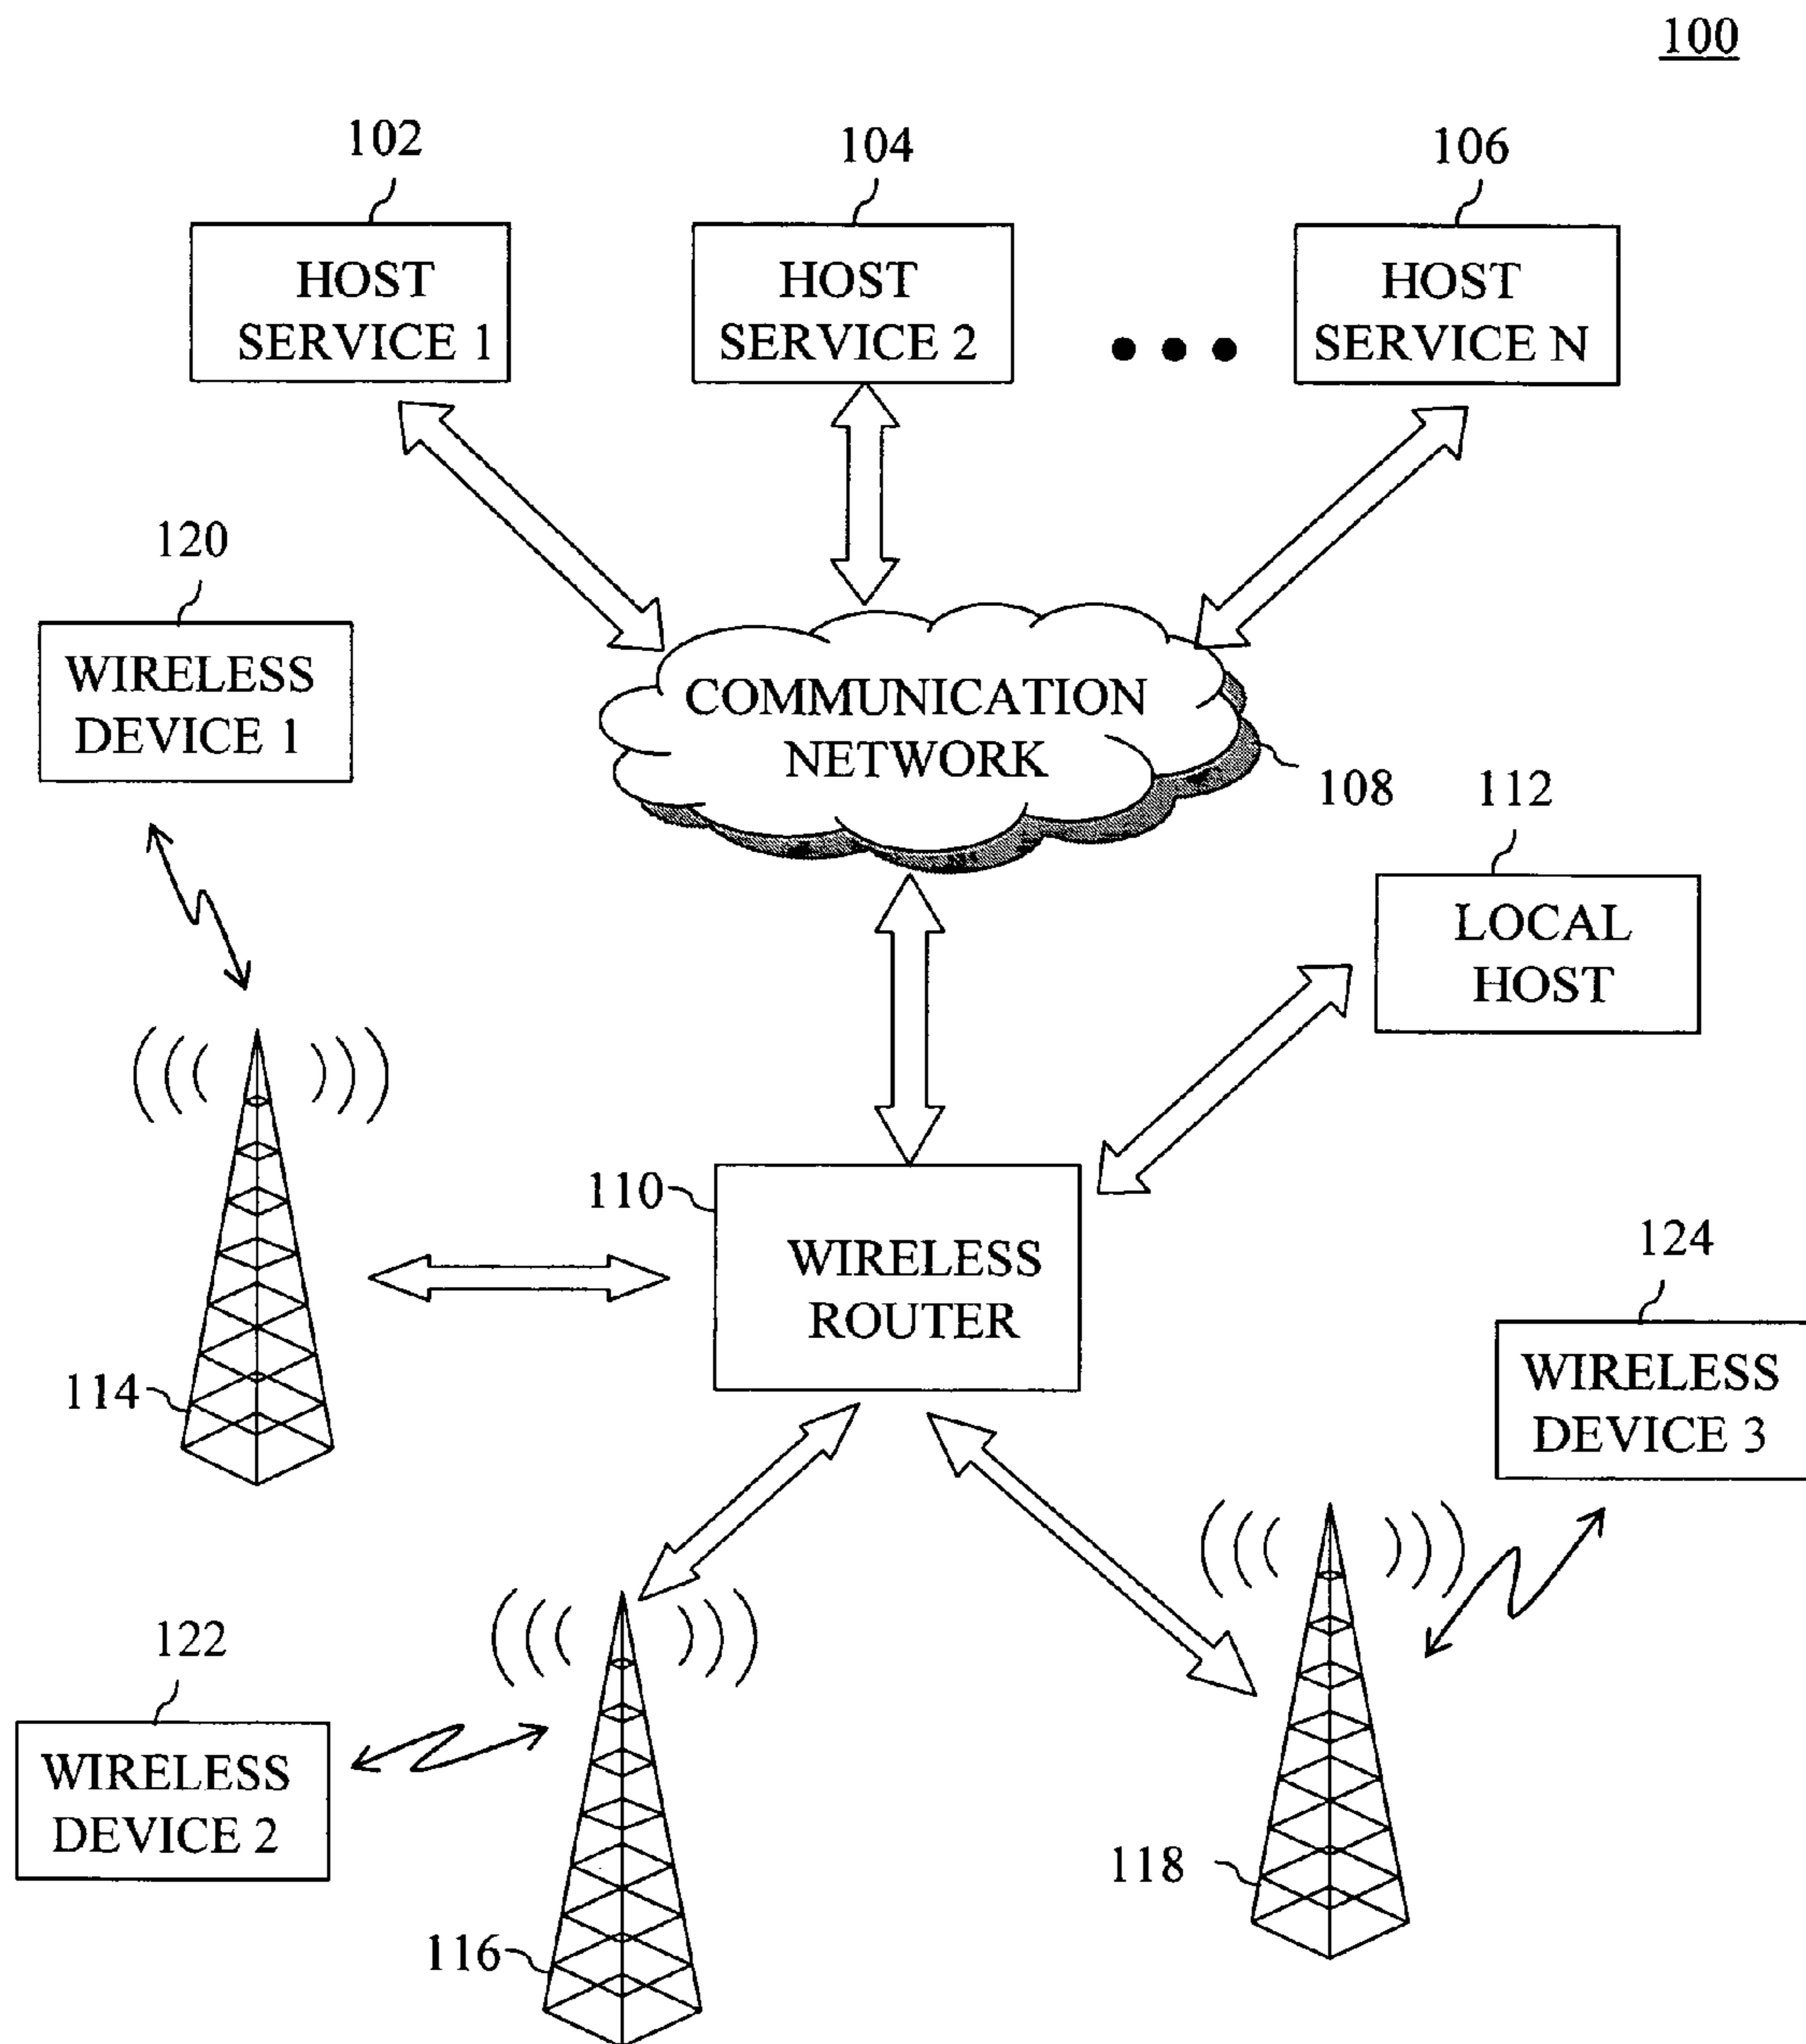 100
102
104
106
HOST
SERVICE 1
HOST
SERVICE 2
HOST
SERVICE N
120
WIRELESS
DEVICE 1
COMMUNICATION
NETWORK
108
112
LOCAL
HOST
110
WIRELESS
ROUTER
114
124
WIRELESS
DEVICE 3
122
WIRELESS
DEVICE 2
116
118